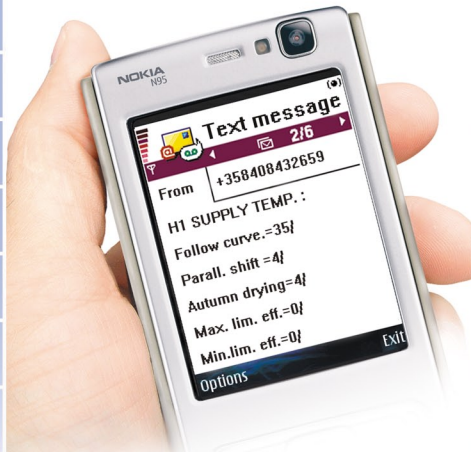 NOKIA
N95
Text message
2/6
From
+358408432659
H1 SUPPLY TEMP. :
Follow curve.=35/
Parall. shift =4/
Autumn drying=4/
Max. lim. eff.=0/
Min.lim. eff.=0/
Options
Exit